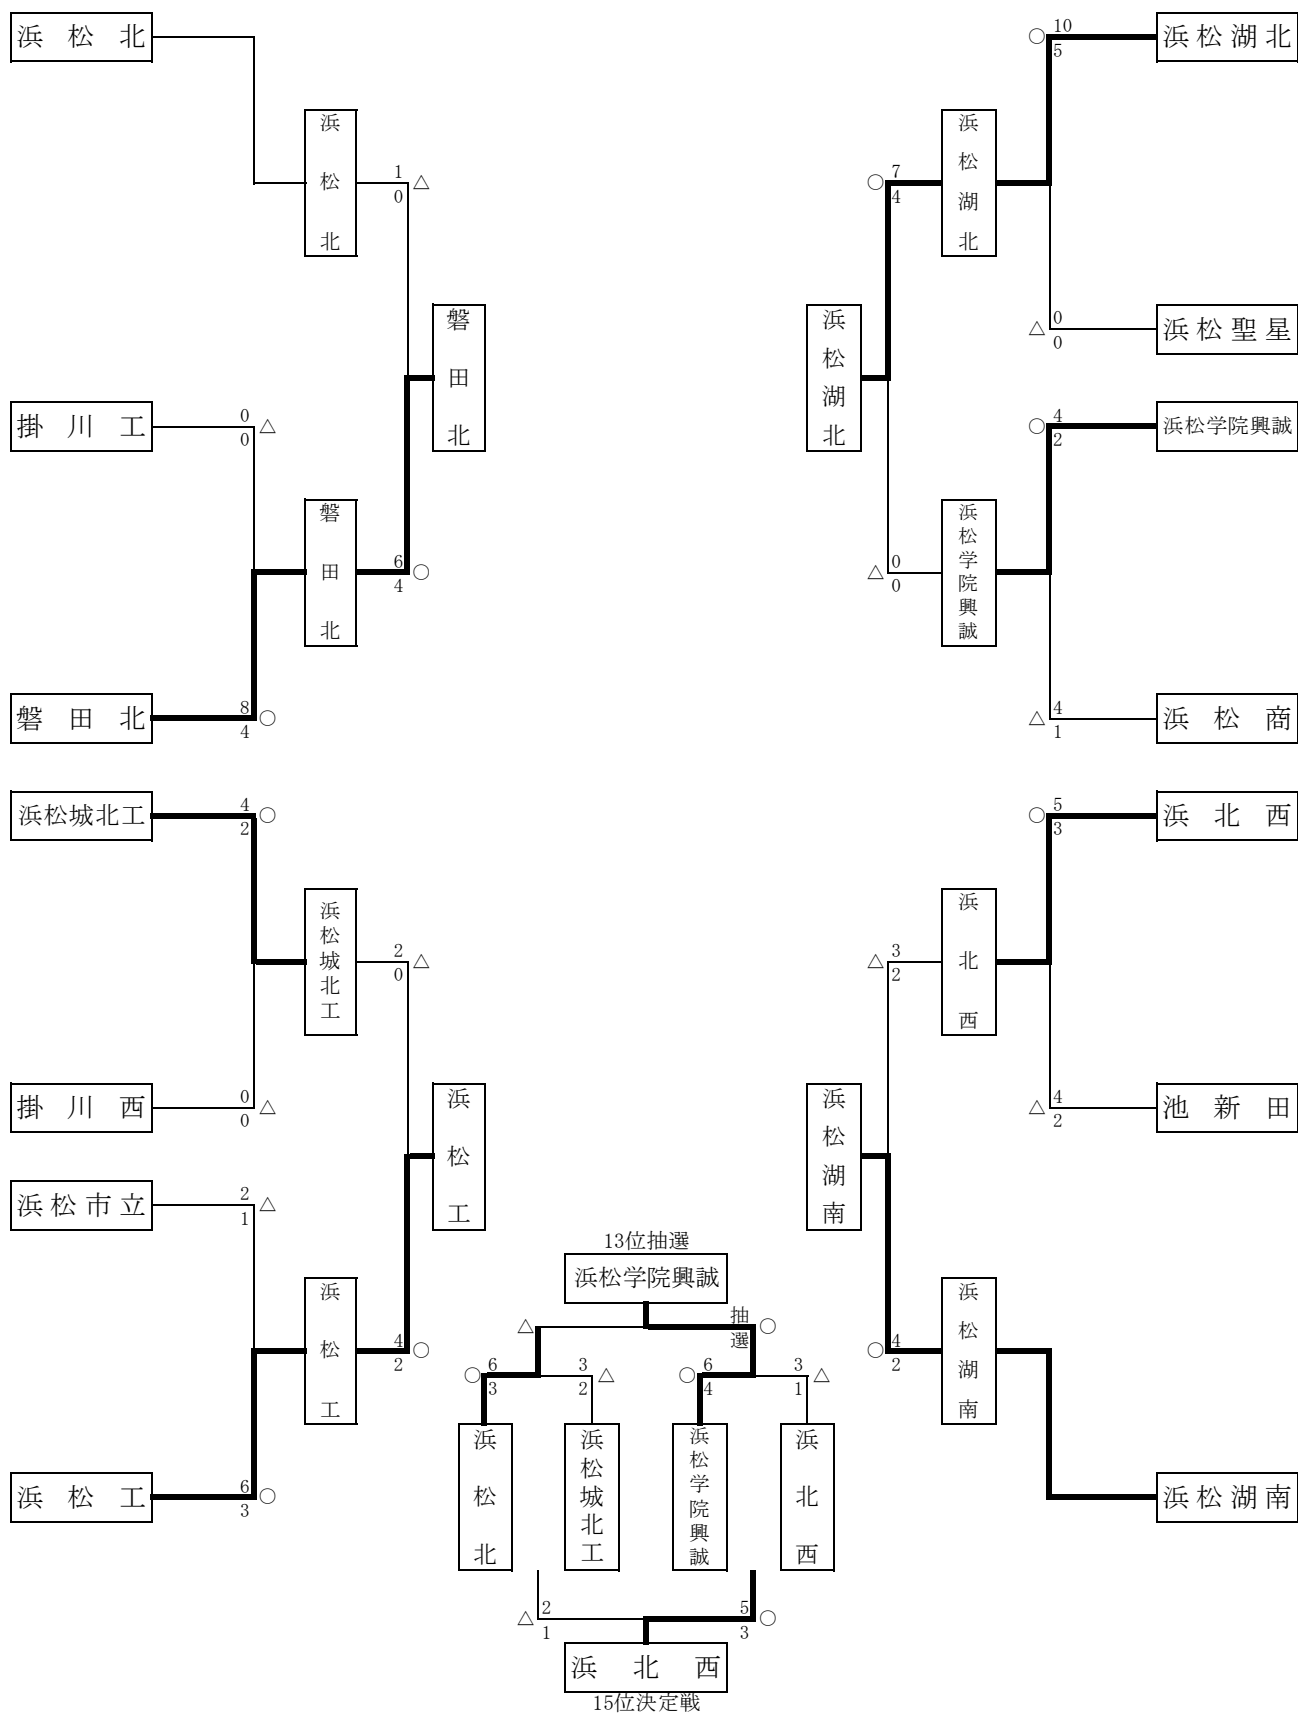 浜松北
浜松北
1
0
△
掛川工
0
0
△
磐田北
磐田北
6
4
○
磐田北
8
4
○
浜松城北工
4
2
○
浜松城北工
2
0
△
掛川西
0
0
△
浜松工
浜松市立
2
1
△
浜松工
4
2
○
浜松工
6
3
○
○
10
5
浜松湖北
○
7
4
浜松湖北
浜松湖北
△
0
0
浜松聖星
○
4
2
浜松学院興誠
△
0
0
浜松学院興誠
△
4
1
浜松商
○
5
3
浜北西
△
3
2
浜北西
浜松湖南
△
4
2
池新田
○
4
2
浜松湖南
浜松湖南
13位抽選
浜松学院興誠
△
抽選
○
○
6
3
3
2
△
○
6
4
3
1
△
浜松北
浜松城北工
浜松学院興誠
浜北西
△
2
1
5
3
○
浜北西
15位決定戦